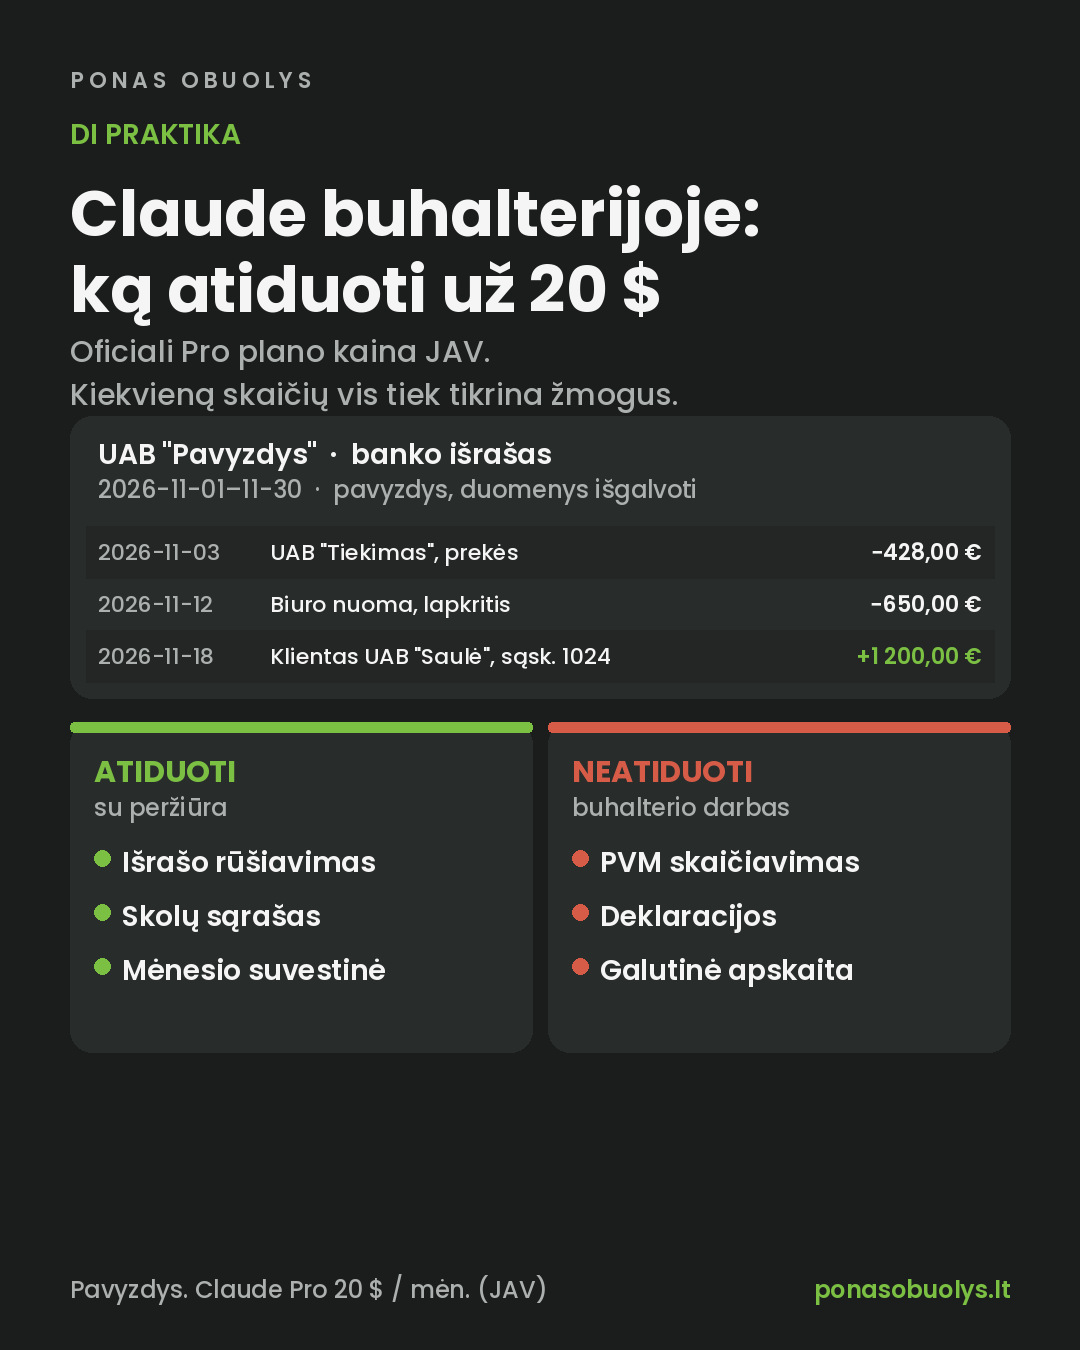 PONAS OBUOLYS
DI PRAKTIKA
Claude buhalterijoje:
ką atiduoti už 20 $
Oficiali Pro plano kaina JAV.
Kiekvieną skaičių vis tiek tikrina žmogus.
UAB "Pavyzdys" · banko išrašas
2026-11-01–11-30 · pavyzdys, duomenys išgalvoti
2026-11-03 UAB "Tiekimas", prekės −428,00 €
2026-11-12 Biuro nuoma, lapkritis −650,00 €
2026-11-18 Klientas UAB "Saulė", sąsk. 1024 +1 200,00 €
ATIDUOTI
su peržiūra
Išrašo rūšiavimas
Skolų sąrašas
Mėnesio suvestinė
NEATIDUOTI
buhalterio darbas
PVM skaičiavimas
Deklaracijos
Galutinė apskaita
Pavyzdys. Claude Pro 20 $ / mėn. (JAV)
ponasobuolys.lt